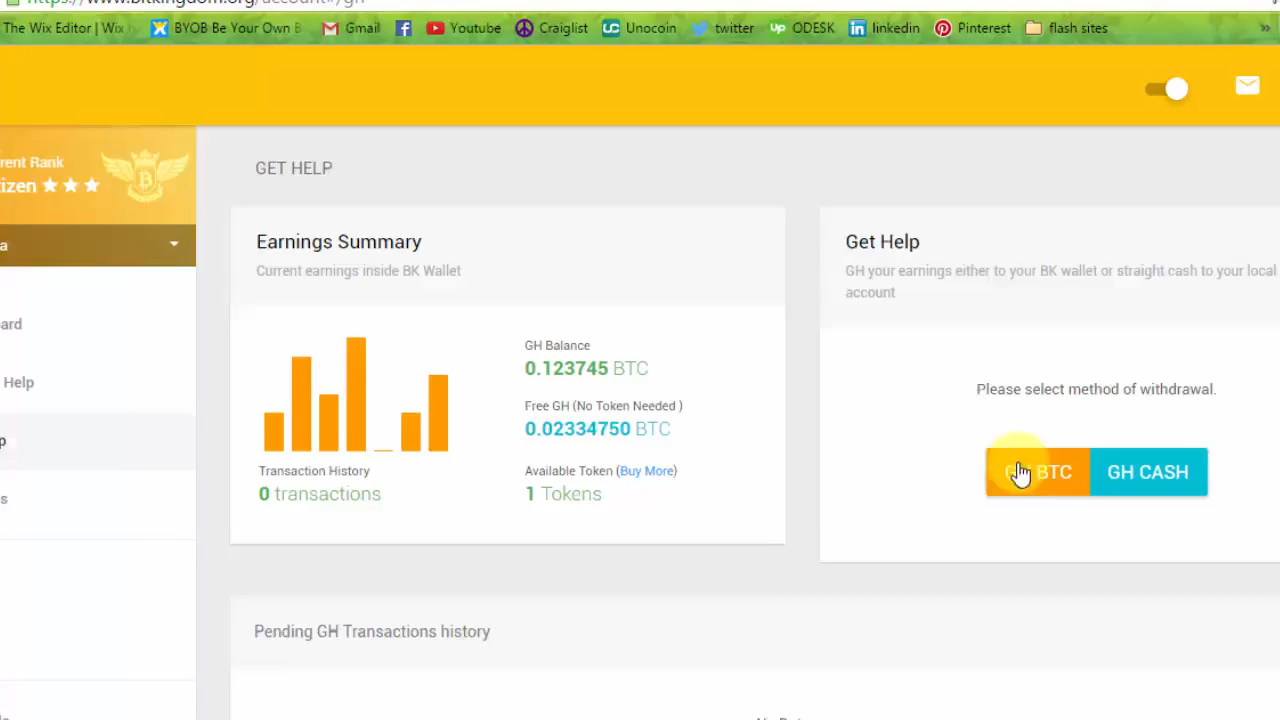 The Wix Editor | Wix
BYOB Be Your Own B
Gmail
Youtube
Craiglist
Unocoin
twitter
ODESK
linkedin
Pinterest
flash sites
»
rent Rank
izen
GET HELP
a
Earnings Summary
Current earnings inside BK Wallet
Get Help
GH your earnings either to your BK wallet or straight cash to your local
account
ard
Help
p
s
GH Balance
0.123745 BTC
Free GH (No Token Needed )
0.02334750 BTC
Transaction History
0 transactions
Available Token (Buy More)
1 Tokens
Please select method of withdrawal.
GH BTC
GH CASH
Pending GH Transactions history